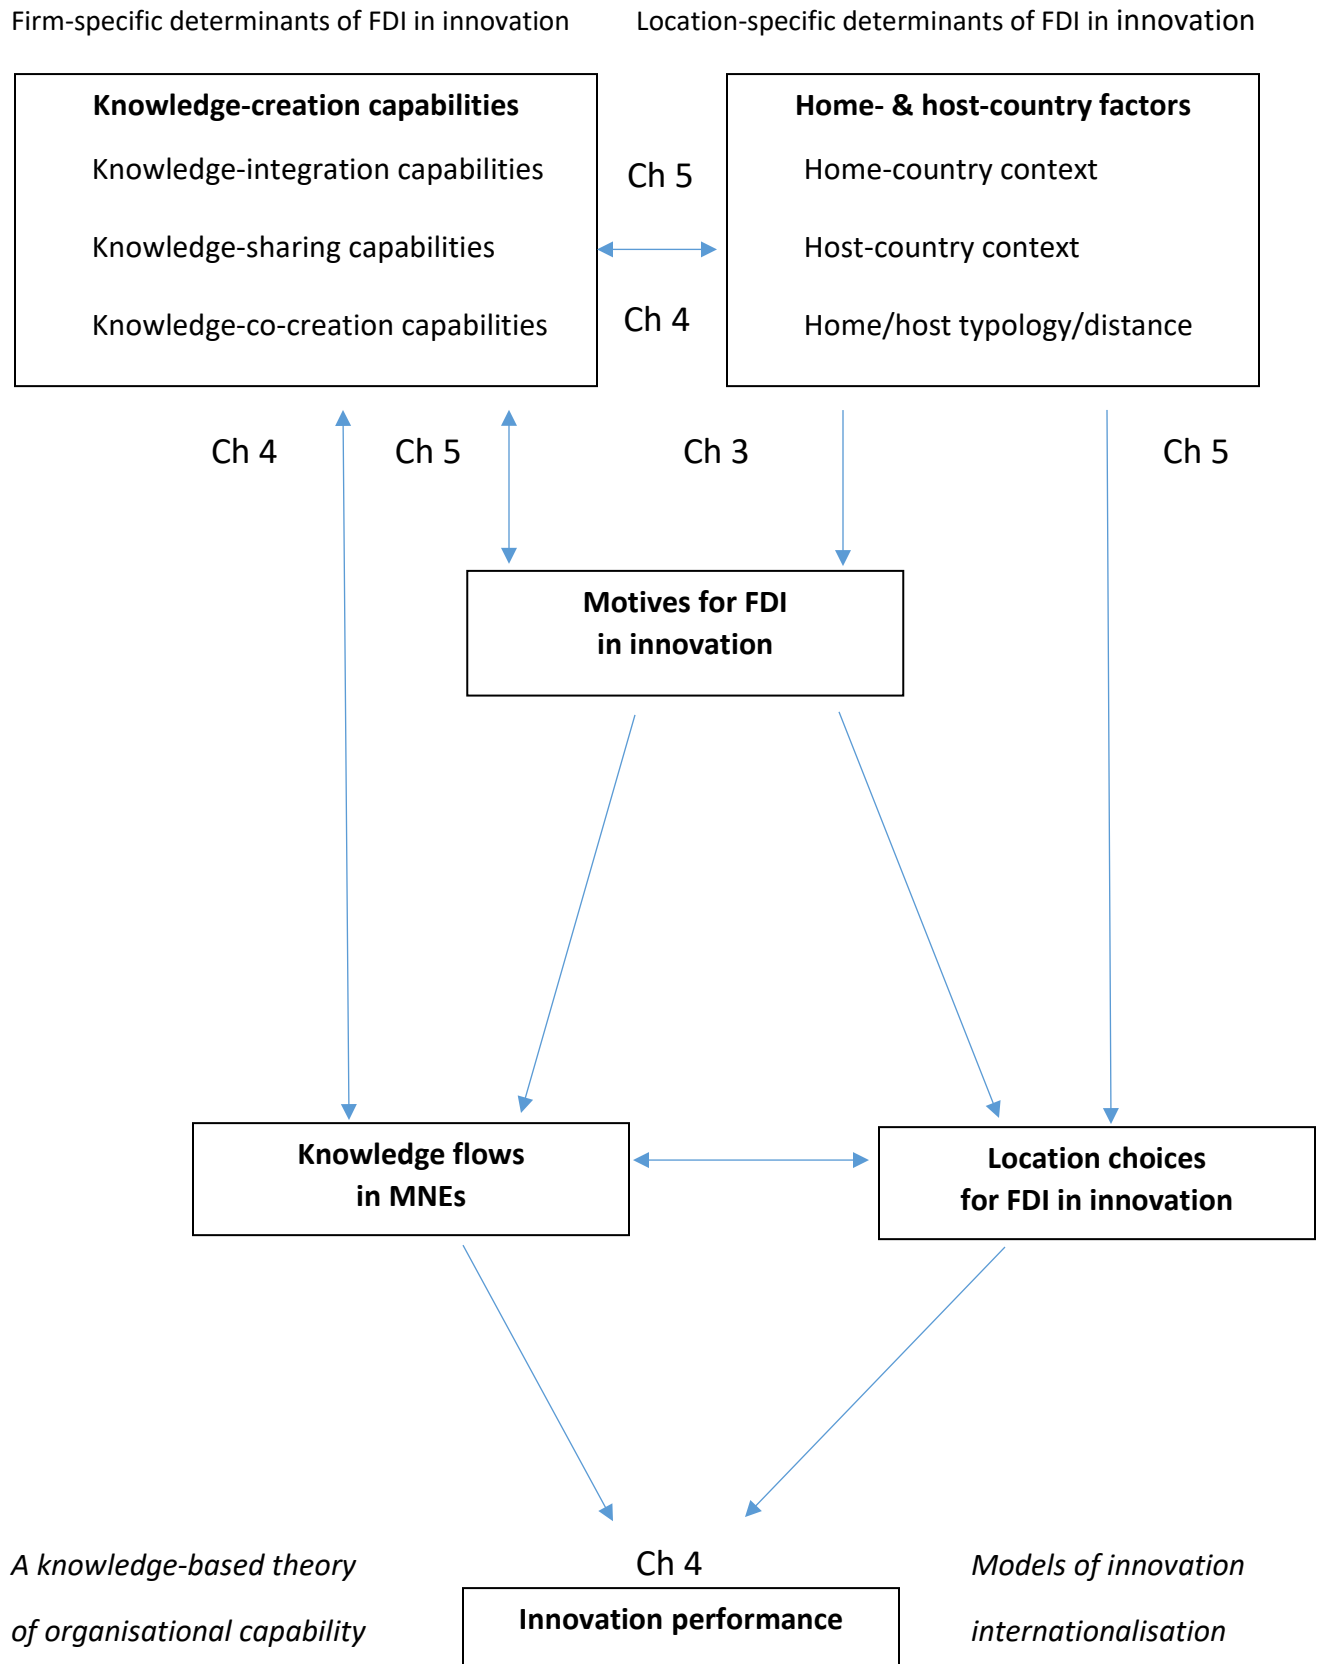 Firm-specific determinants of FDI in innovation
Location-specific determinants of FDI in innovation
Knowledge-creation capabilities
Knowledge-integration capabilities
Knowledge-sharing capabilities
Knowledge-co-creation capabilities
Ch 5
Ch 4
Home- & host-country factors
Home-country context
Host-country context
Home/host typology/distance
Ch 4
Ch 5
Ch 3
Ch 5
Motives for FDI
in innovation
Knowledge flows
in MNEs
Location choices
for FDI in innovation
A knowledge-based theory
of organisational capability
Ch 4
Innovation performance
Models of innovation
internationalisation